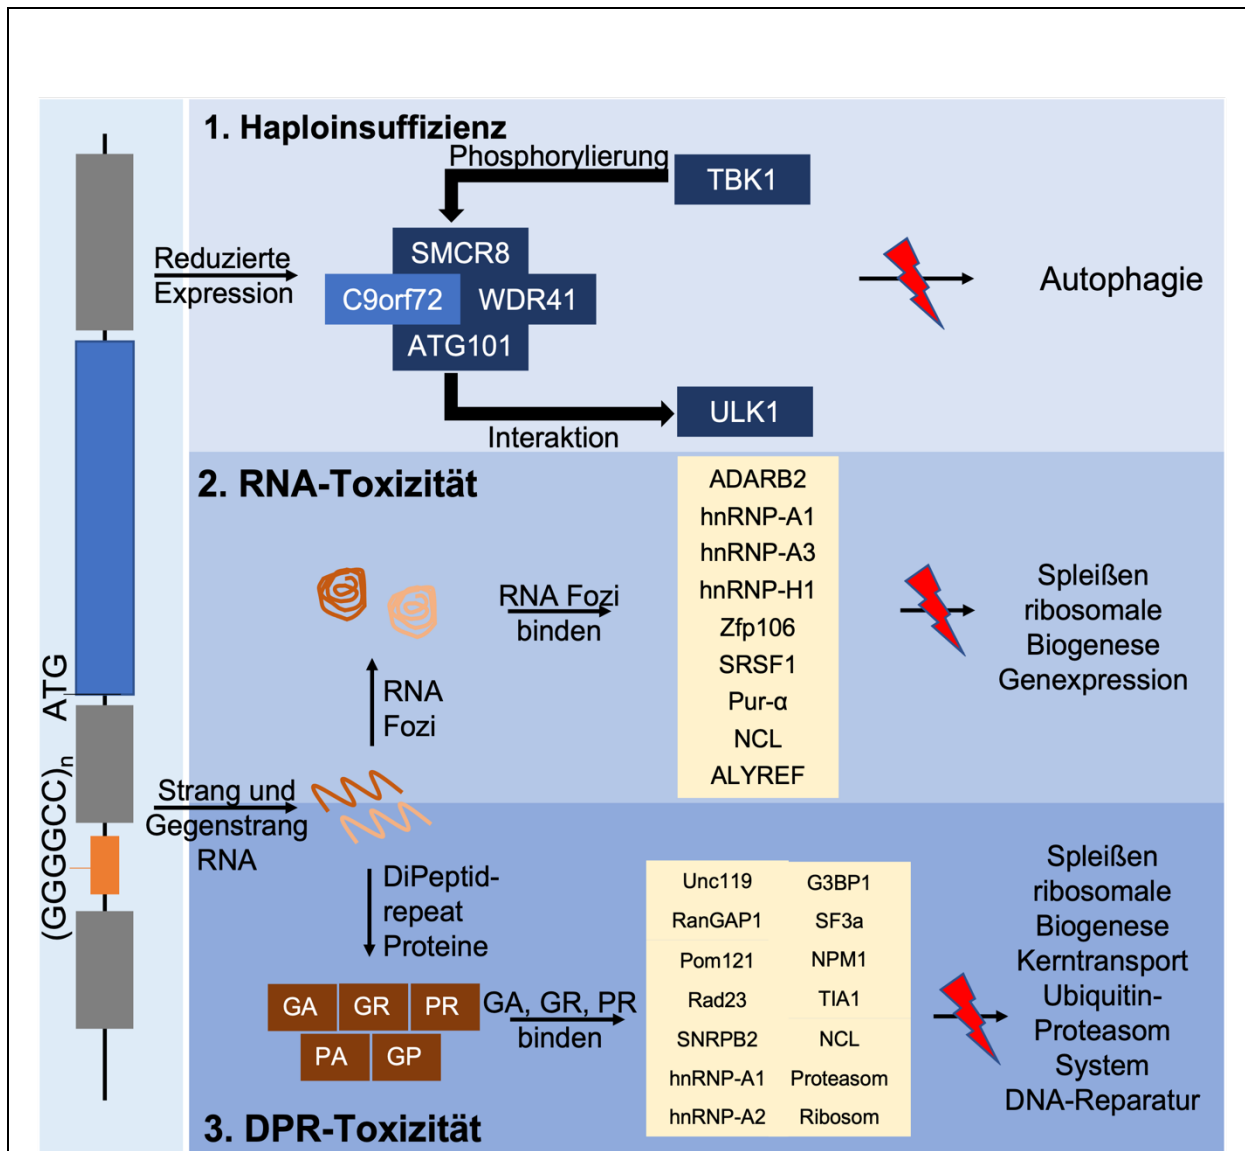 1. Haploinsuffizienz
Phosphorylierung
TBK1
Reduzierte
Expression
SMCR8
C9orf72
WDR41
ATG101
Autophagie
ULK1
Interaktion
2. RNA-Toxizität
ADARB2
hnRNP-A1
hnRNP-A3
hnRNP-H1
Zfp106
SRSF1
Pur-α
NCL
ALYREF
RNA Fozi
binden
Spleißen
ribosomale
Biogenese
Genexpression
RNA
Fozi
(GGGGCC)n ATG
Strang und
Gegenstrang
RNA
DiPeptid-
repeat
Proteine
GA
GR
PR
PA
GP
GA, GR, PR
binden
Unc119
RanGAP1
Pom121
Rad23
SNRPB2
hnRNP-A1
hnRNP-A2
G3BP1
SF3a
NPM1
TIA1
NCL
Proteasom
Ribosom
Spleißen
ribosomale
Biogenese
Kerntransport
Ubiquitin-
Proteasom
System
DNA-Reparatur
3. DPR-Toxizität